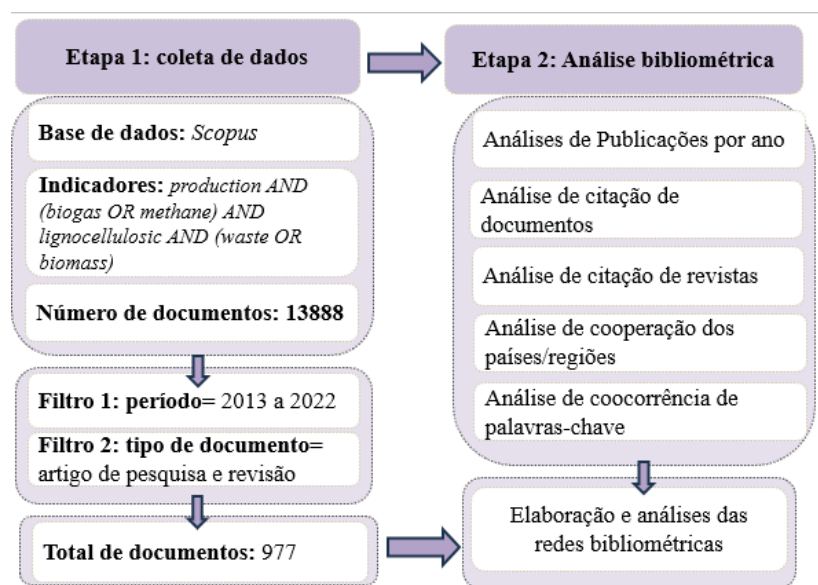 Etapa 1: coleta de dados
Base de dados: Scopus
Indicadores: production AND
(biogas OR methane) AND
lignocellulosic AND (waste OR
biomass)
Número de documentos: 13888
Filtro 1: período= 2013 a 2022
Filtro 2: tipo de documento=
artigo de pesquisa e revisão
Total de documentos: 977
Etapa 2: Análise bibliométrica
Análises de Publicações por ano
Análise de citação de
documentos
Análise de citação de revistas
Análise de cooperação dos
países/regiões
Análise de coocorrência de
palavras-chave
Elaboração e análises das
redes bibliométricas